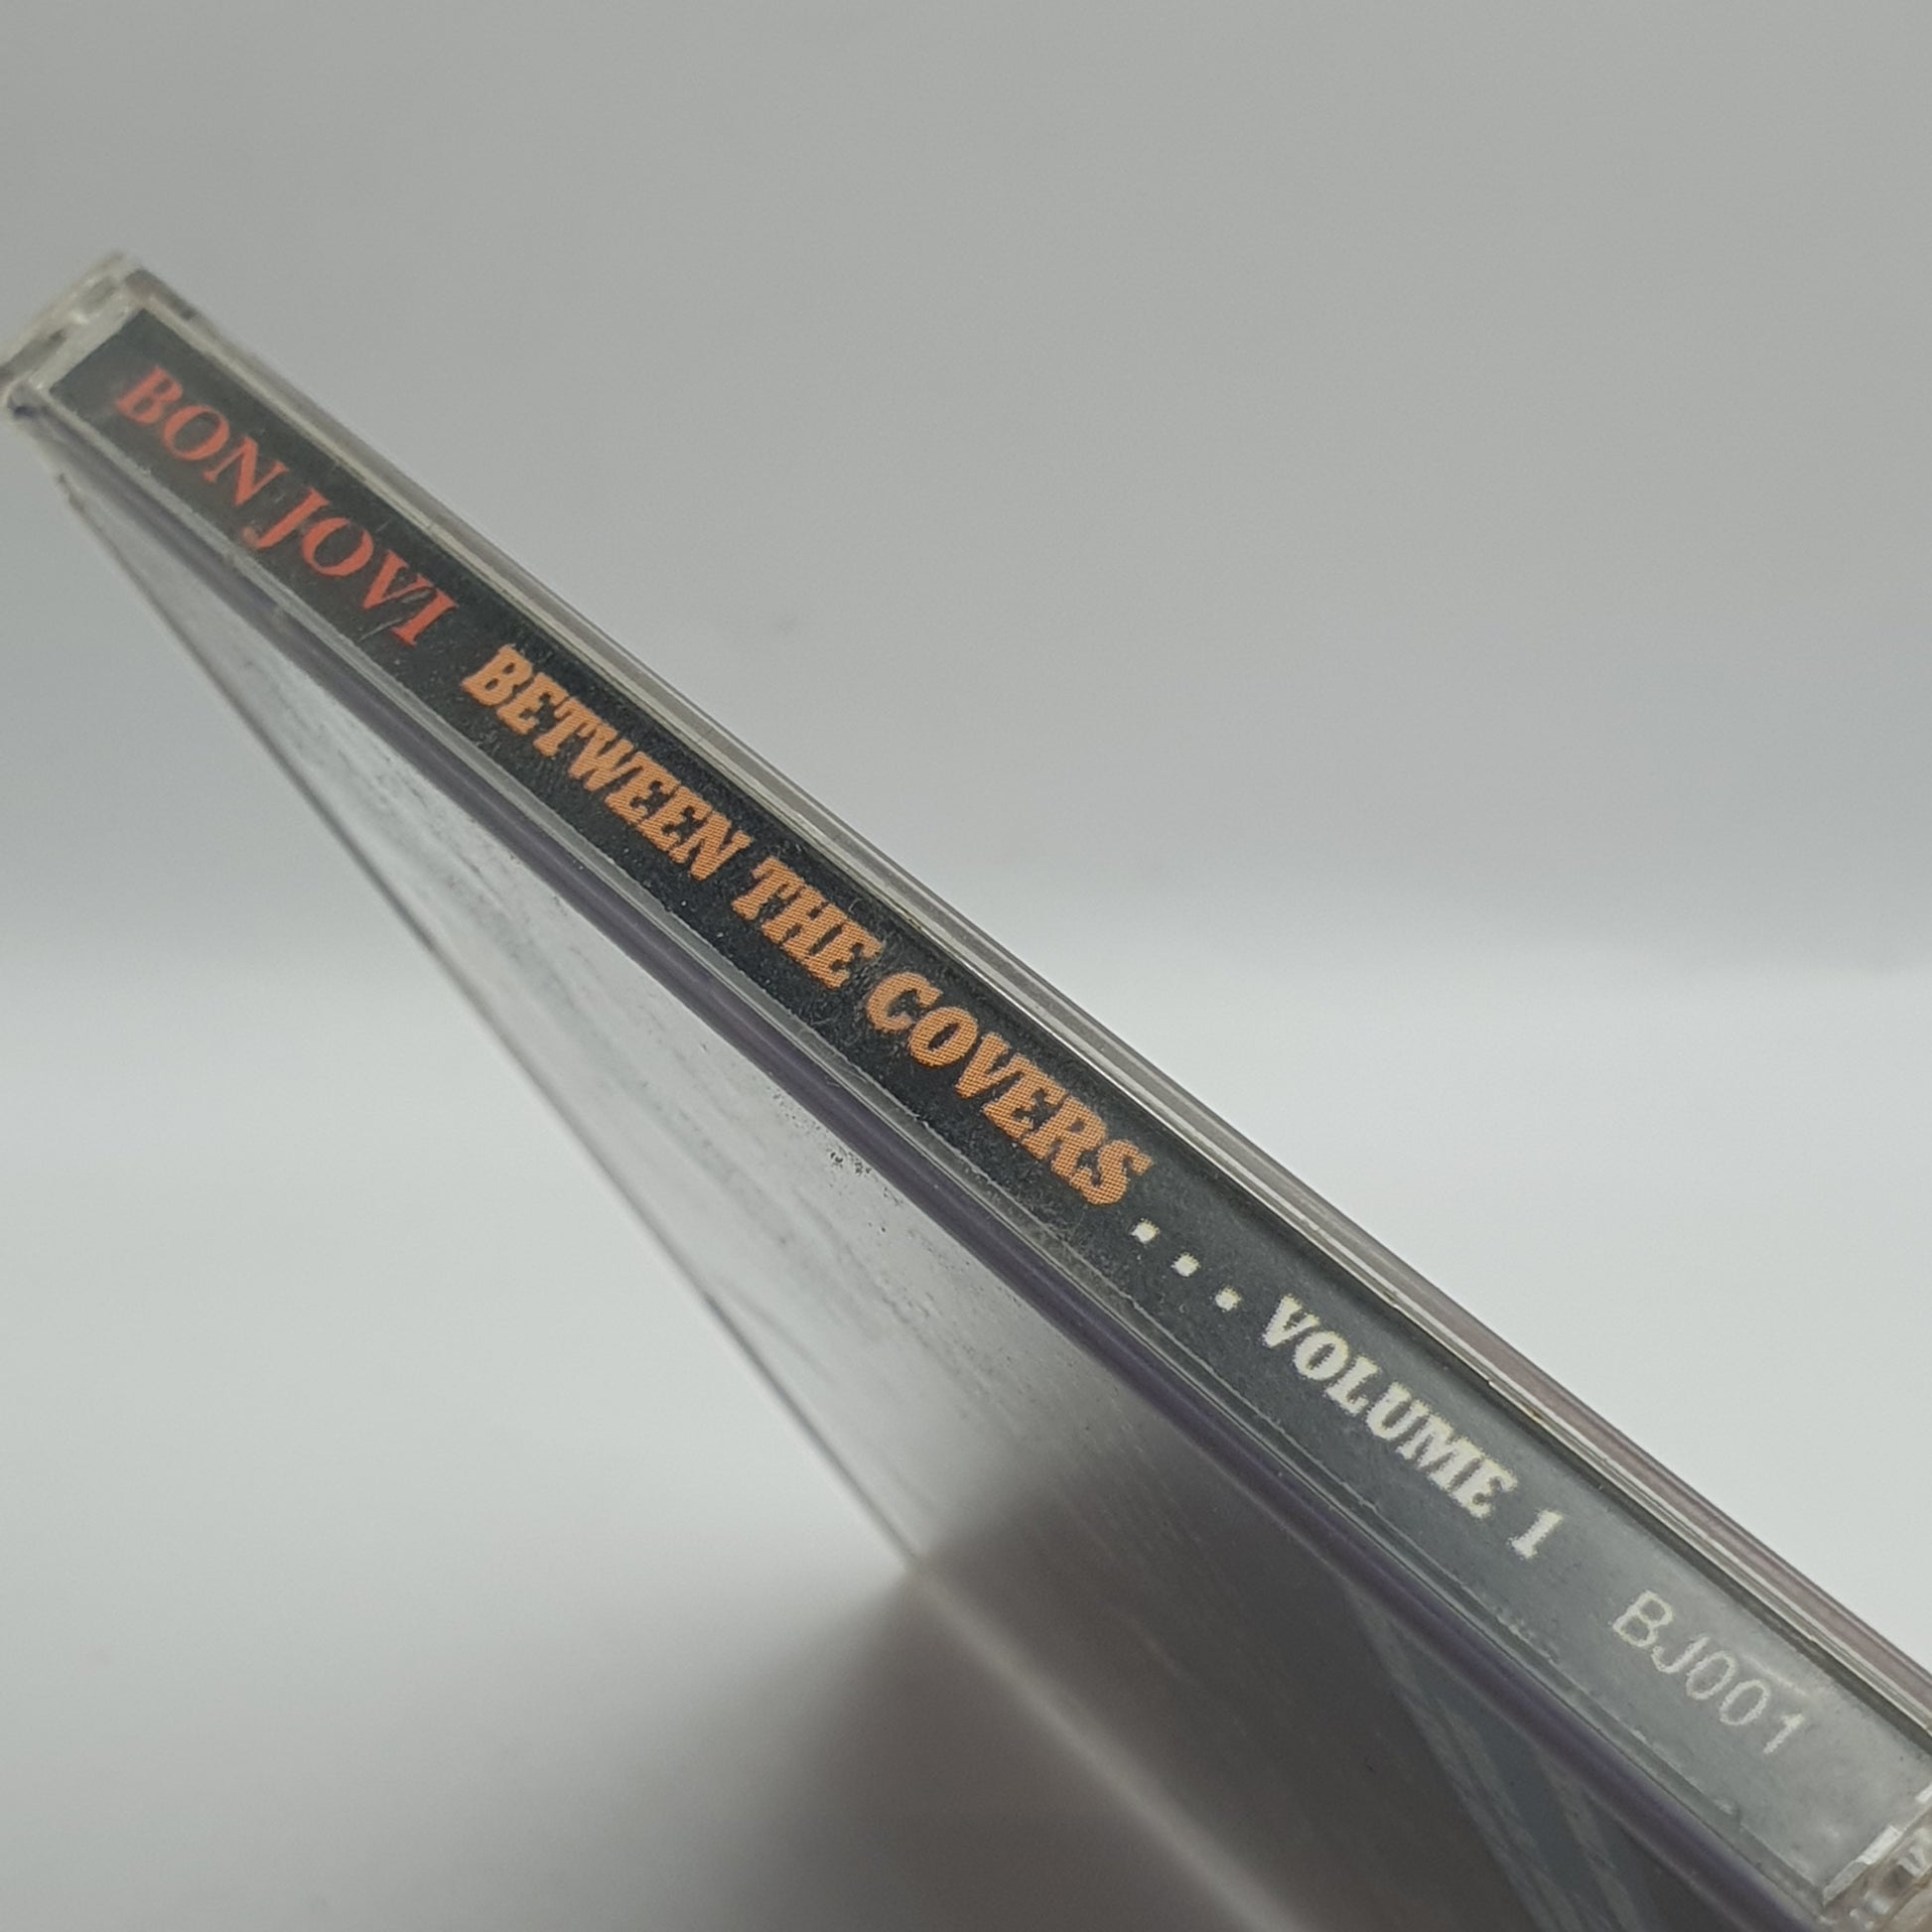 BON JOVI BETWEEN THE COVERS ... VOLUME 1 BJ001